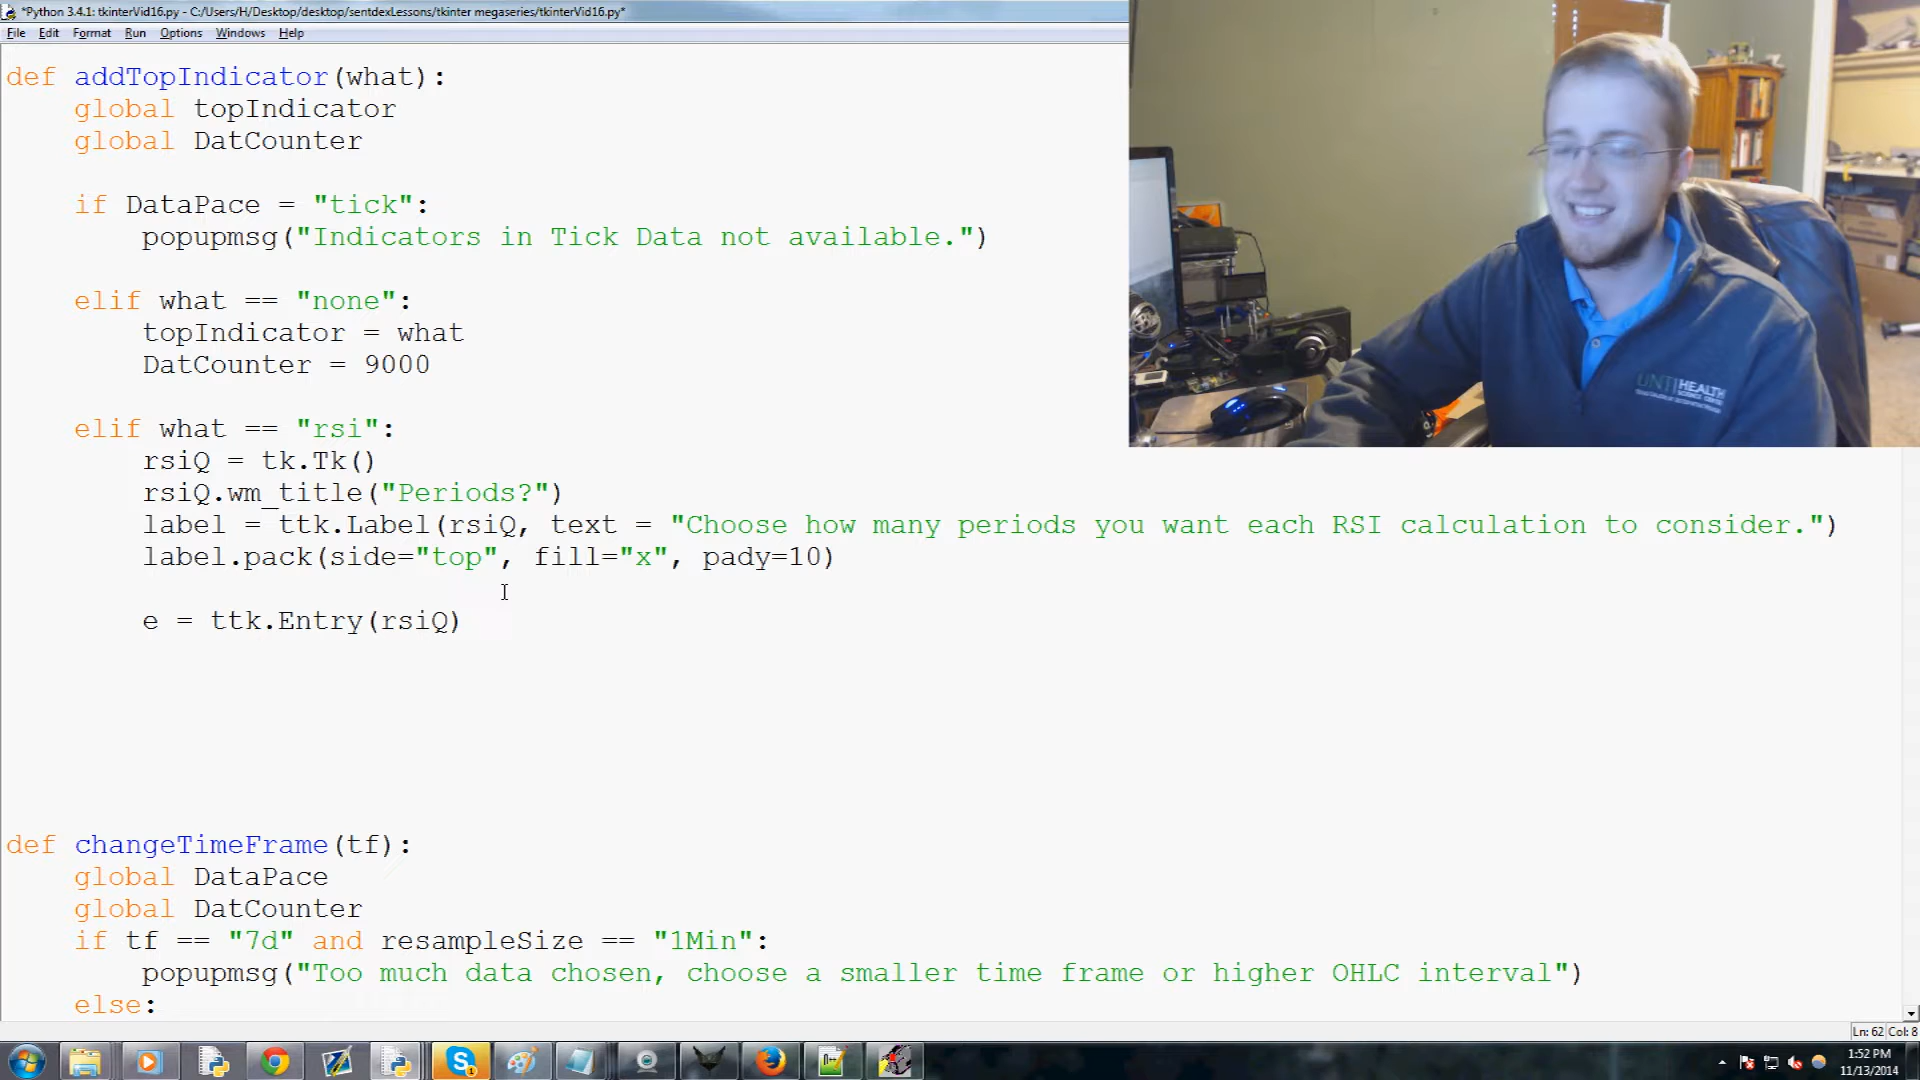 *Python 3.4.1: tkinterVid16.py - C:/Users/H/Desktop/desktop/sentdexLessons/tkinter megaseries/tkinterVid16.py*
File Edit Format Run Options Windows Help
def addTopIndicator(what):
global topIndicator
global DatCounter
if DataPace = "tick":
popupmsg("Indicators in Tick Data not available.")
elif what == "none":
topIndicator = what
DatCounter = 9000
elif what == "rsi":
rsiQ = tk.Tk()
rsiQ.wm_title("Periods?")
label = ttk.Label(rsiQ, text = "Choose how many periods you want each RSI calculation to consider.")
label.pack(side="top", fill="x", pady=10)
e = ttk.Entry(rsiQ)
def changeTimeFrame(tf):
global DataPace
global DatCounter
if tf == "7d" and resampleSize == "1Min":
popupmsg("Too much data chosen, choose a smaller time frame or higher OHLC interval")
else:
UNT HEALTH
SCIENCE CENTER
Ln: 62 Col: 8
1:52 PM
11/13/2014